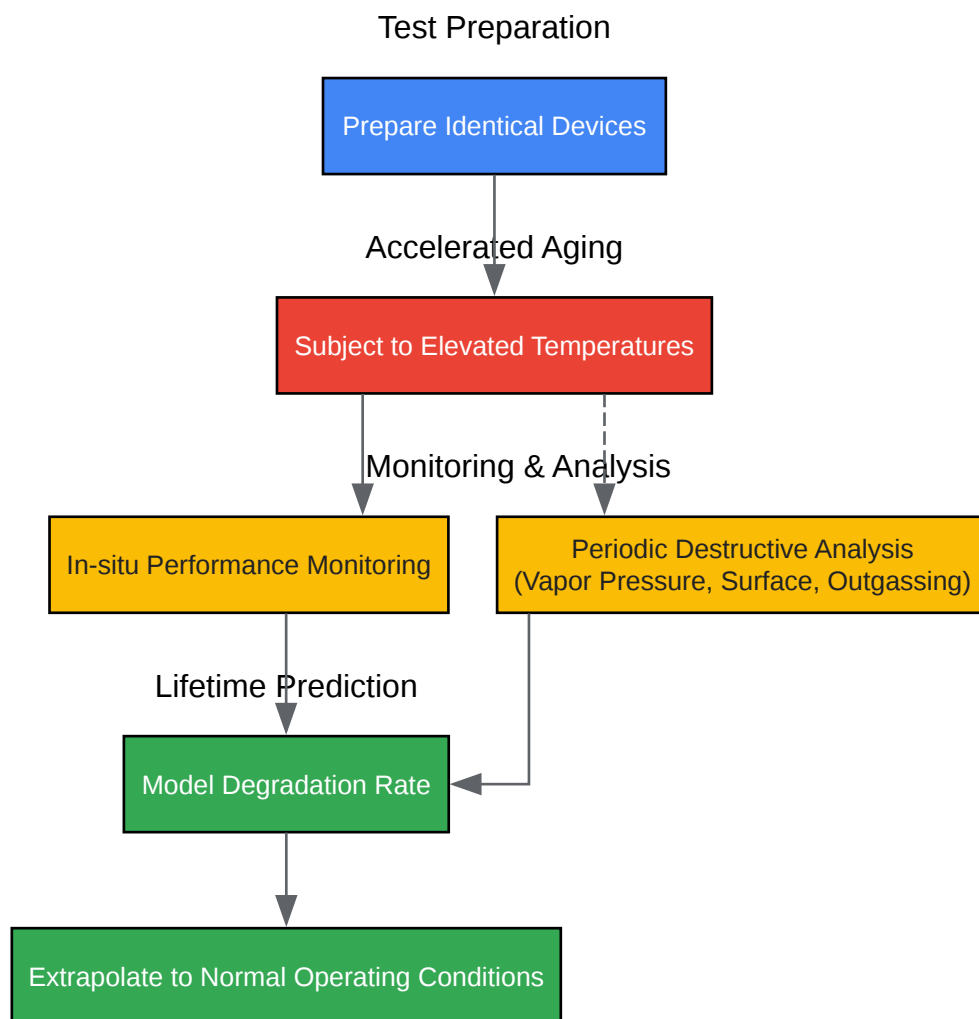 Test Preparation
Prepare Identical Devices
Accelerated Aging
Subject to Elevated Temperatures
Monitoring & Analysis
In-situ Performance Monitoring
Periodic Destructive Analysis
(Vapor Pressure, Surface, Outgassing)
Lifetime Prediction
Model Degradation Rate
Extrapolate to Normal Operating Conditions